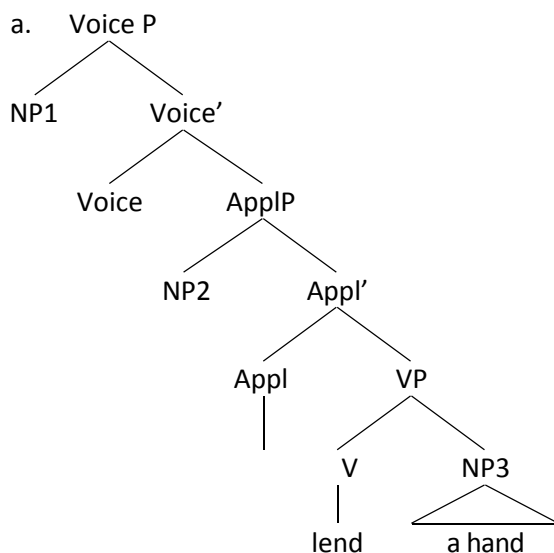 a. Voice P
NP1 Voice’
Voice ApplP
NP2 Appl’
Appl VP
V NP3
lend a hand